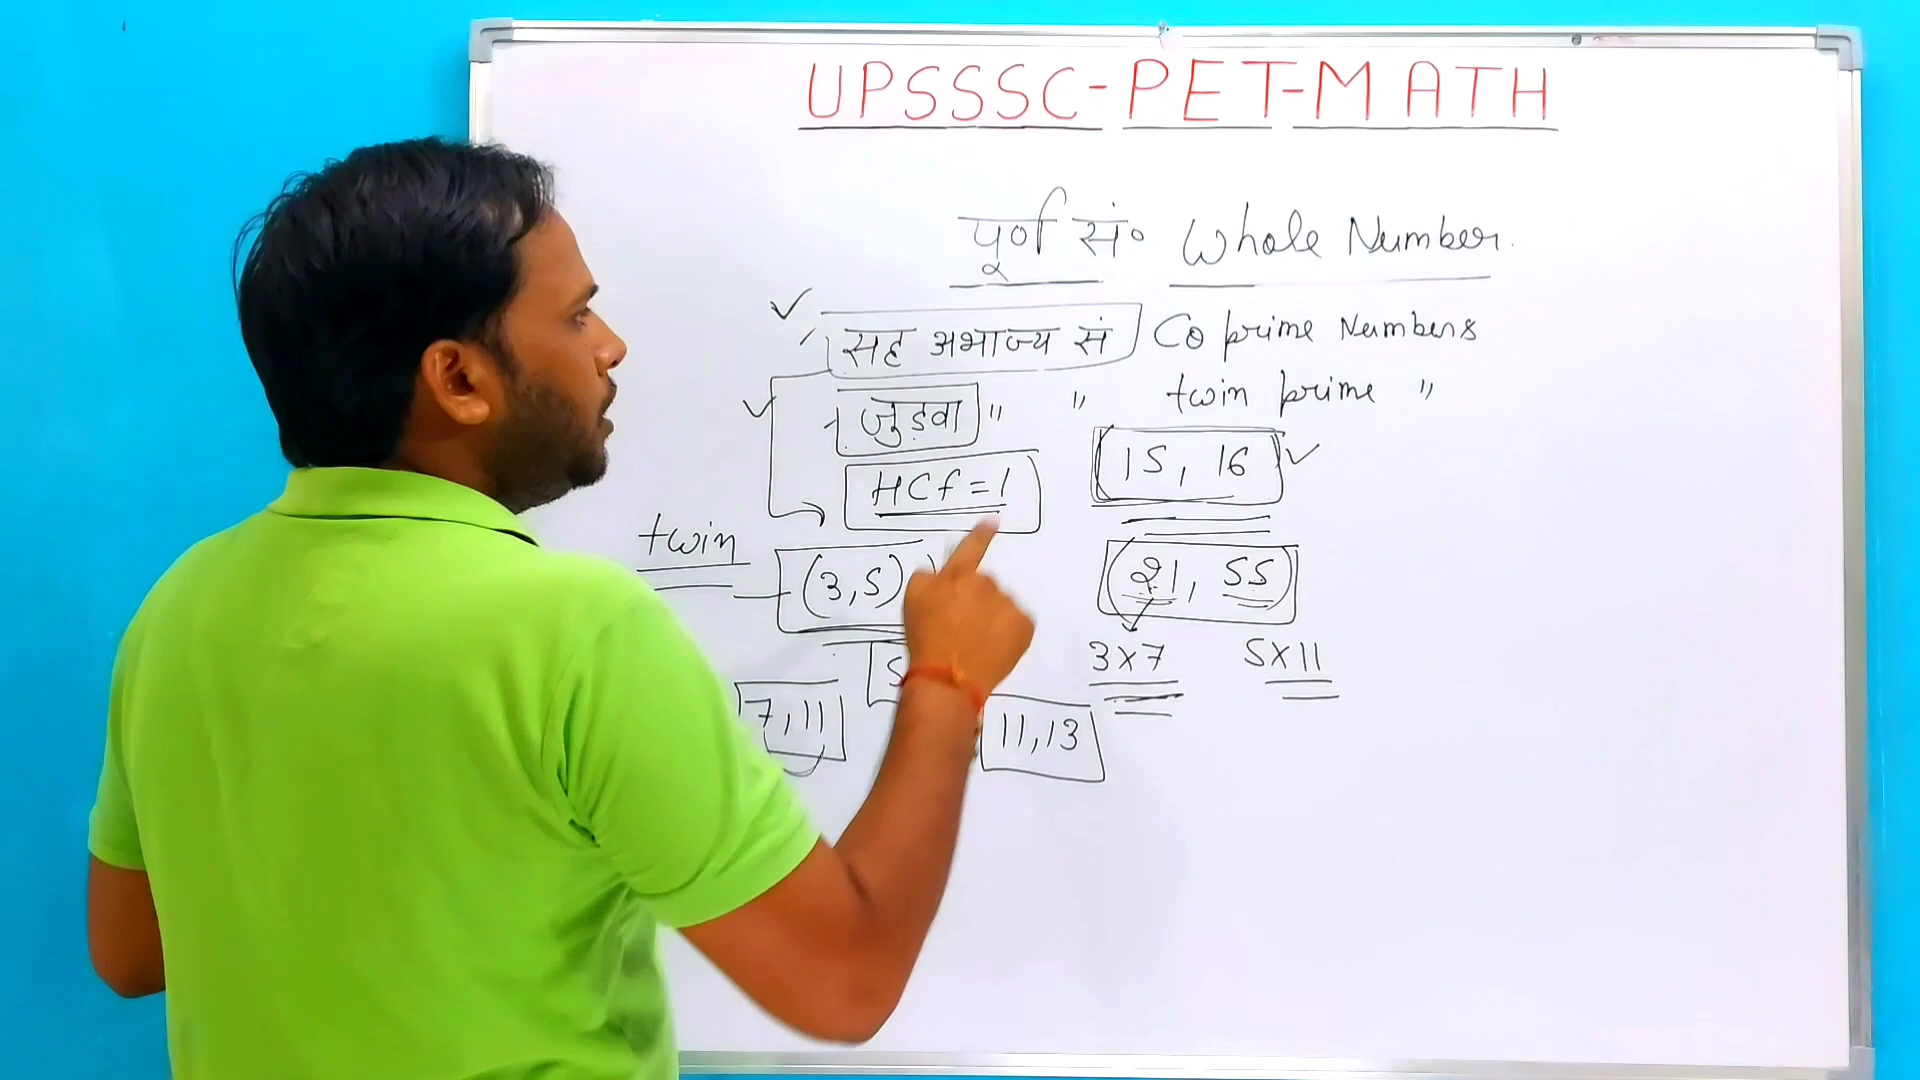 UPSSSC-PET-MATH
पूर्ण सं॰ Whole Number.
सह अभाज्य सं Co prime Numbers
जुड़वा " " twin prime "
HCf=1 15, 16
twin (3,5) (21, 55)
3x7 5x11
7,11 11,13